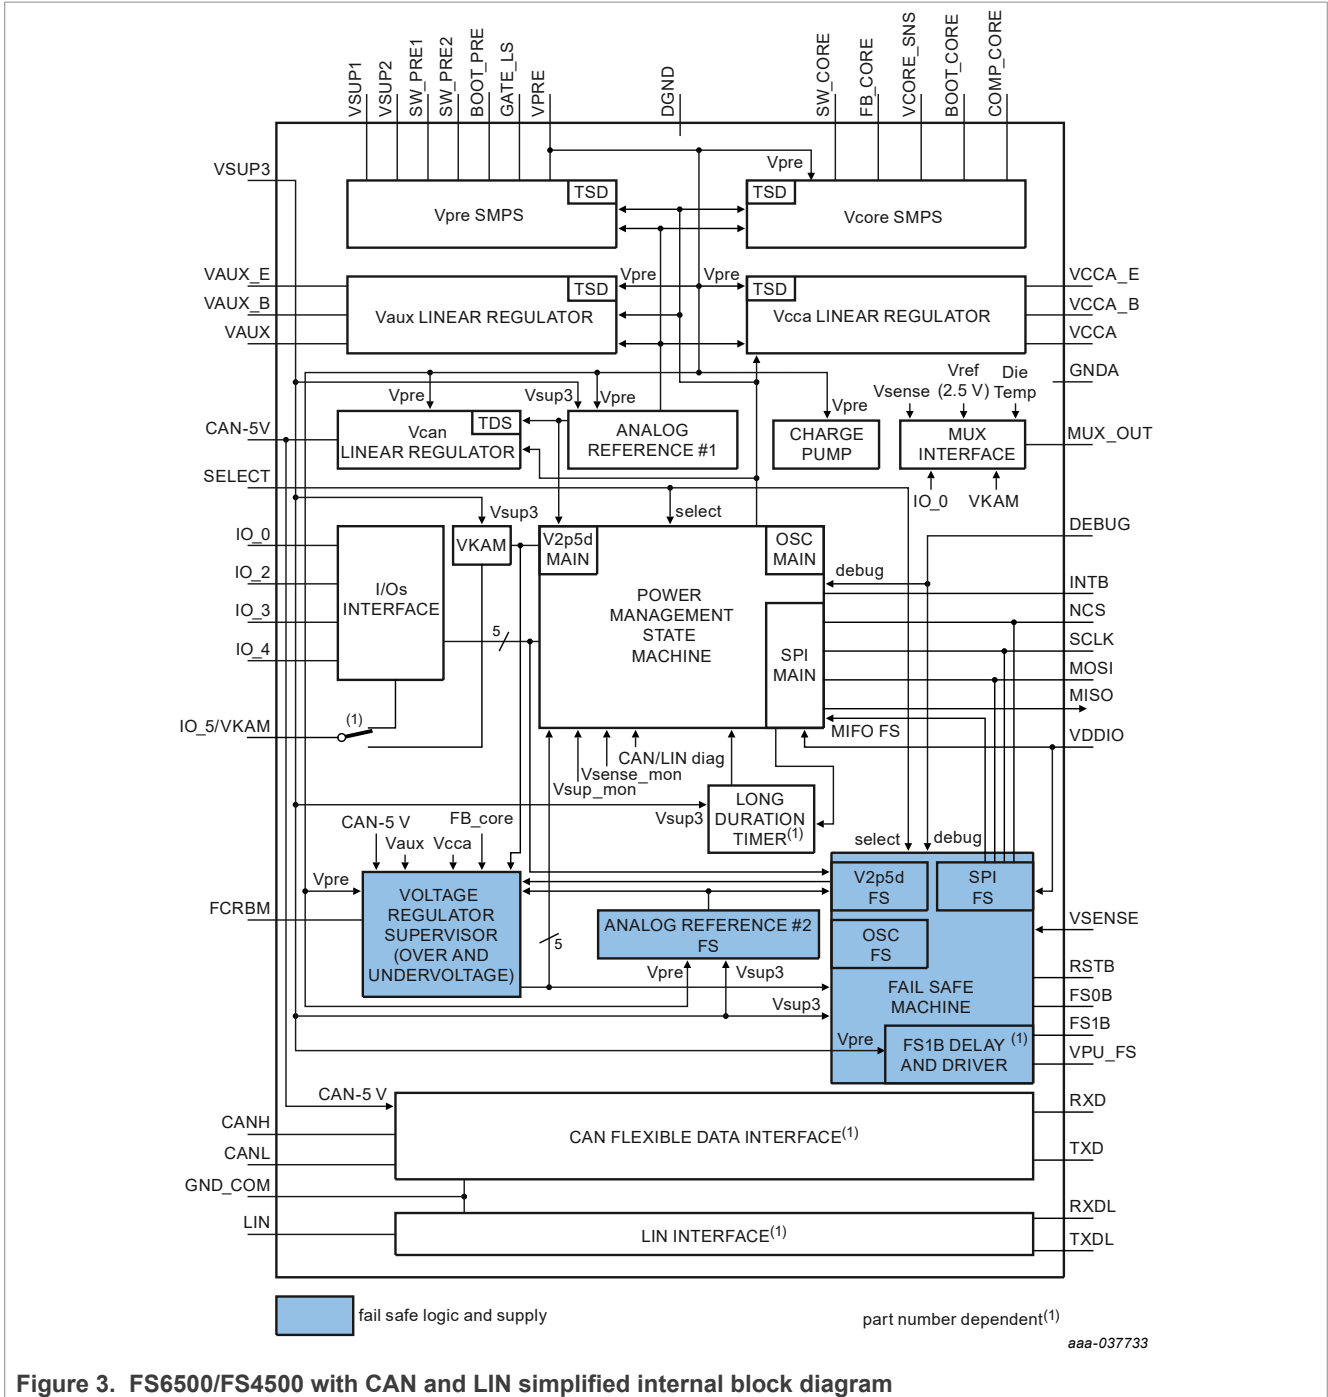 VSUP1
VSUP2
SW_PRE1
SW_PRE2
BOOT_PRE
GATE_LS
VPRE
DGND
SW_CORE
FB_CORE
VCORE_SNS
BOOT_CORE
COMP_CORE
VSUP3
Vpre
TSD
Vpre SMPS
TSD
Vcore SMPS
VAUX_E
VAUX_B
VAUX
Vpre
Vpre
TSD
Vaux LINEAR REGULATOR
TSD
Vcca LINEAR REGULATOR
VCCA_E
VCCA_B
VCCA
GNDA
Vpre
Vsup3
Vpre
Vpre
Vsense
Vref
(2.5 V)
Die
Temp
CAN-5V
Vcan
LINEAR REGULATOR
TDS
ANALOG
REFERENCE #1
CHARGE
PUMP
MUX
INTERFACE
MUX_OUT
IO_0
VKAM
SELECT
select
Vsup3
IO_0
IO_2
IO_3
IO_4
I/Os
INTERFACE
VKAM
V2p5d
MAIN
OSC
MAIN
POWER
MANAGEMENT
STATE
MACHINE
SPI
MAIN
5
debug
DEBUG
INTB
NCS
SCLK
MOSI
MISO
MIFO FS
VDDIO
IO_5/VKAM
(1)
CAN/LIN diag
Vsense_mon
Vsup_mon
Vsup3
LONG
DURATION
TIMER(1)
select
debug
CAN-5 V
Vaux
Vcca
FB_core
Vpre
FCRBM
VOLTAGE
REGULATOR
SUPERVISOR
(OVER AND
UNDERVOLTAGE)
5
ANALOG REFERENCE #2
FS
Vpre
Vsup3
Vsup3
V2p5d
FS
SPI
FS
OSC
FS
FAIL SAFE
MACHINE
Vpre
FS1B DELAY (1)
AND DRIVER
VSENSE
RSTB
FS0B
FS1B
VPU_FS
CAN-5 V
CANH
CANL
GND_COM
LIN
CAN FLEXIBLE DATA INTERFACE(1)
LIN INTERFACE(1)
RXD
TXD
RXDL
TXDL
fail safe logic and supply
part number dependent(1)
aaa-037733
Figure 3. FS6500/FS4500 with CAN and LIN simplified internal block diagram